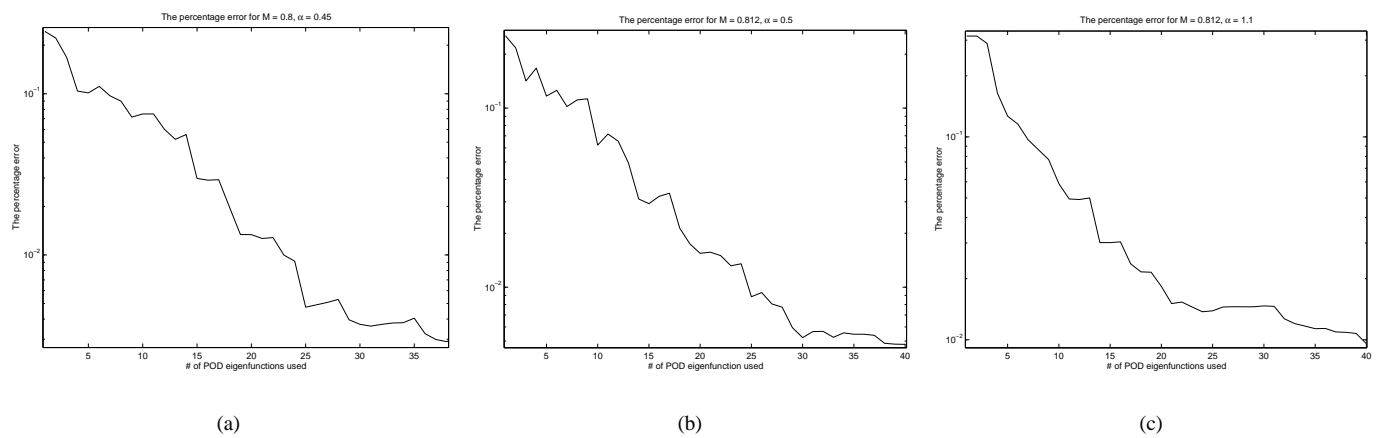 The percentage error for M = 0.8, α = 0.45
10⁻¹
10⁻²
The percentage error
5 10 15 20 25 30 35
# of POD eigenfunctions used
(a)
The percentage error for M = 0.812, α = 0.5
10⁻¹
10⁻²
The percentage error
5 10 15 20 25 30 35 40
# of POD eigenfunctions used
(b)
The percentage error for M = 0.812, α = 1.1
10⁻¹
10⁻²
The percentage error
5 10 15 20 25 30 35 40
# of POD eigenfunctions used
(c)